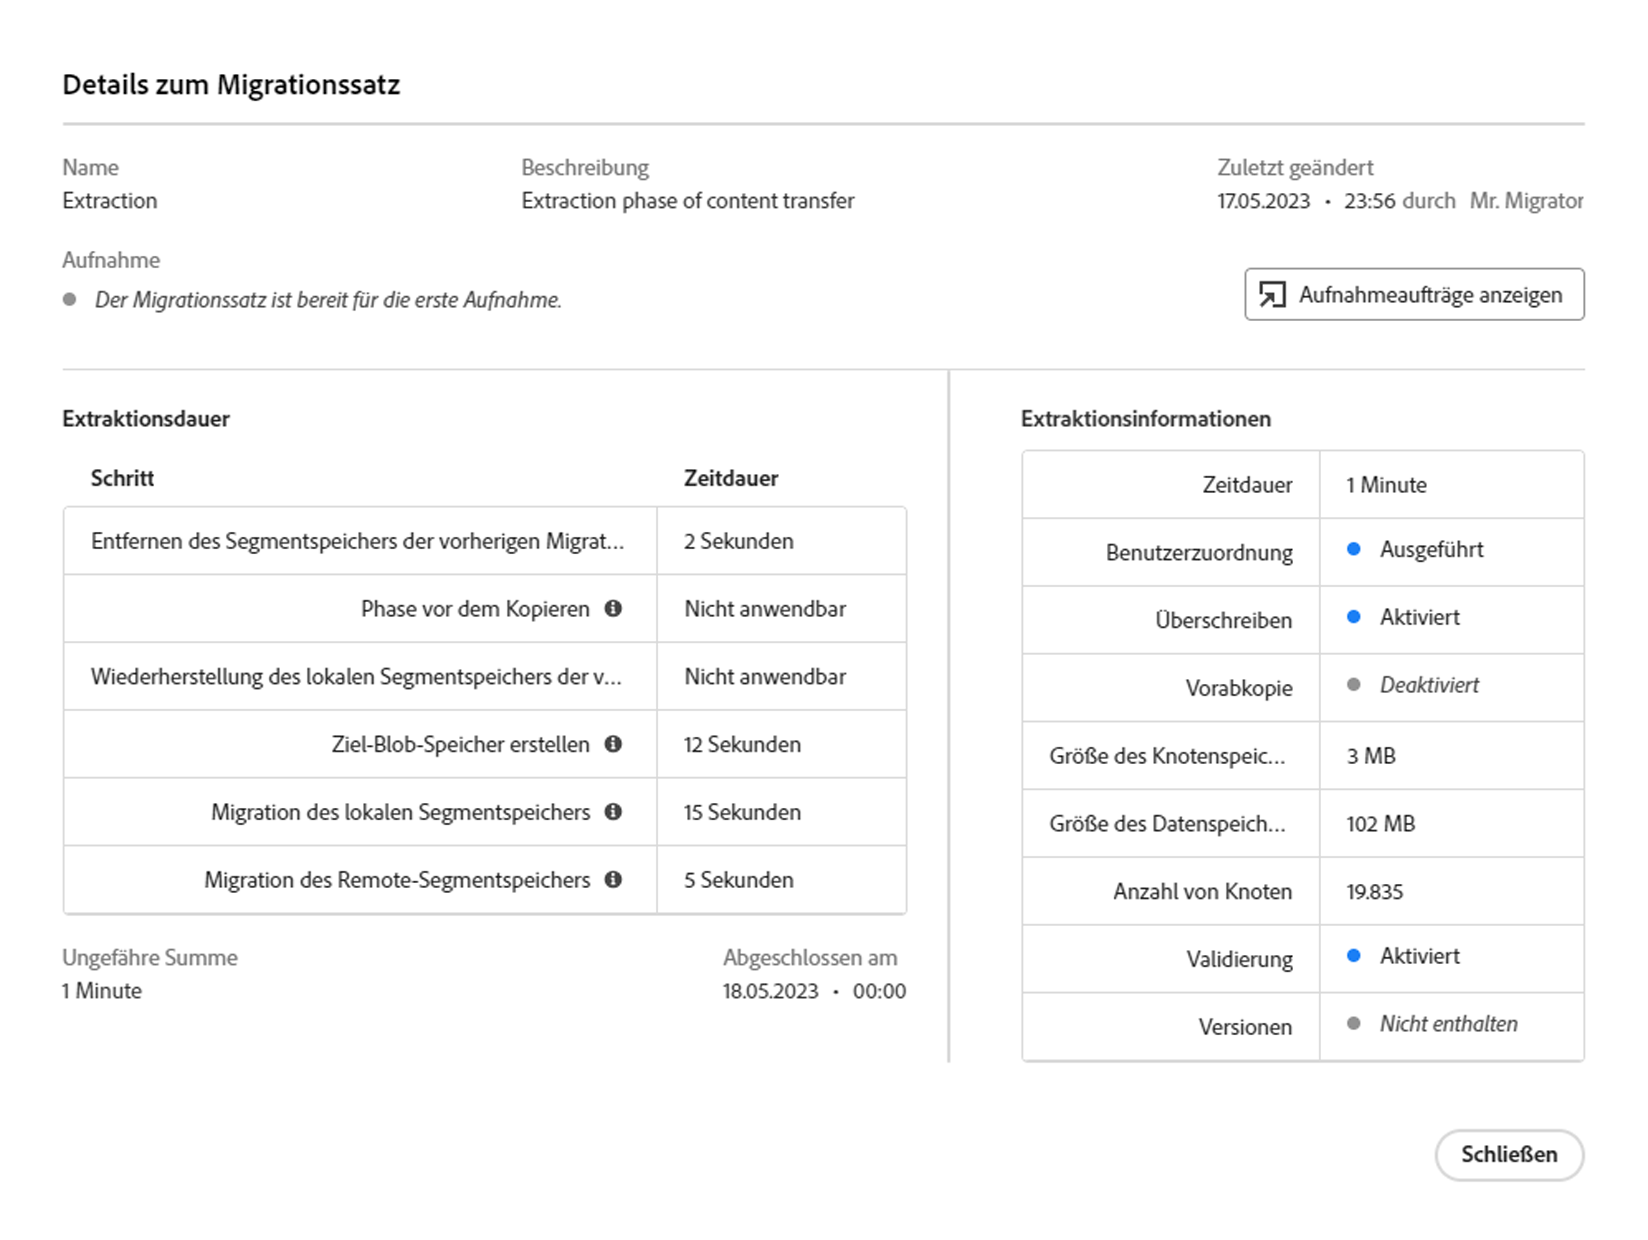 Details zum Migrationssatz
Name
Extraction
Beschreibung
Extraction phase of content transfer
Zuletzt geändert
17.05.2023 • 23:56 durch Mr. Migrator
Aufnahme
Der Migrationssatz ist bereit für die erste Aufnahme.
Aufnahmeaufträge anzeigen
Extraktionsdauer
Schritt Zeitdauer
Entfernen des Segmentspeichers der vorherigen Migrat... 2 Sekunden
Phase vor dem Kopieren Nicht anwendbar
Wiederherstellung des lokalen Segmentspeichers der v... Nicht anwendbar
Ziel-Blob-Speicher erstellen 12 Sekunden
Migration des lokalen Segmentspeichers 15 Sekunden
Migration des Remote-Segmentspeichers 5 Sekunden
Ungefähre Summe
1 Minute
Abgeschlossen am
18.05.2023 • 00:00
Extraktionsinformationen
Zeitdauer 1 Minute
Benutzerzuordnung Ausgeführt
Überschreiben Aktiviert
Vorabkopie Deaktiviert
Größe des Knotenspeic... 3 MB
Größe des Datenspeich... 102 MB
Anzahl von Knoten 19.835
Validierung Aktiviert
Versionen Nicht enthalten
Schließen